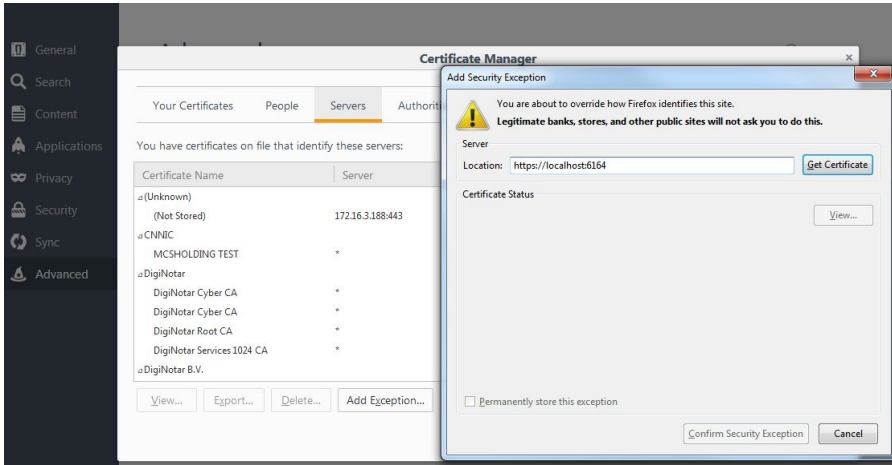 General
Search
Content
Applications
Privacy
Security
Sync
Advanced
Certificate Manager
Your Certificates People Servers
You have certificates on file that identify these servers:
Certificate Name Server
(Unknown)
(Not Stored) 172.16.3.188:443
CNNIC
MCSHOLDING TEST *
DigiNotar
DigiNotar Cyber CA *
DigiNotar Cyber CA *
DigiNotar Root CA *
DigiNotar Services 1024 CA *
DigiNotar B.V.
View... Export... Delete... Add Exception...
Add Security Exception
You are about to override how Firefox identifies this site.
Legitimate banks, stores, and other public sites will not ask you to do this.
Server
Location: https://localhost:6164 Get Certificate
Certificate Status
View...
Permanently store this exception
Confirm Security Exception Cancel